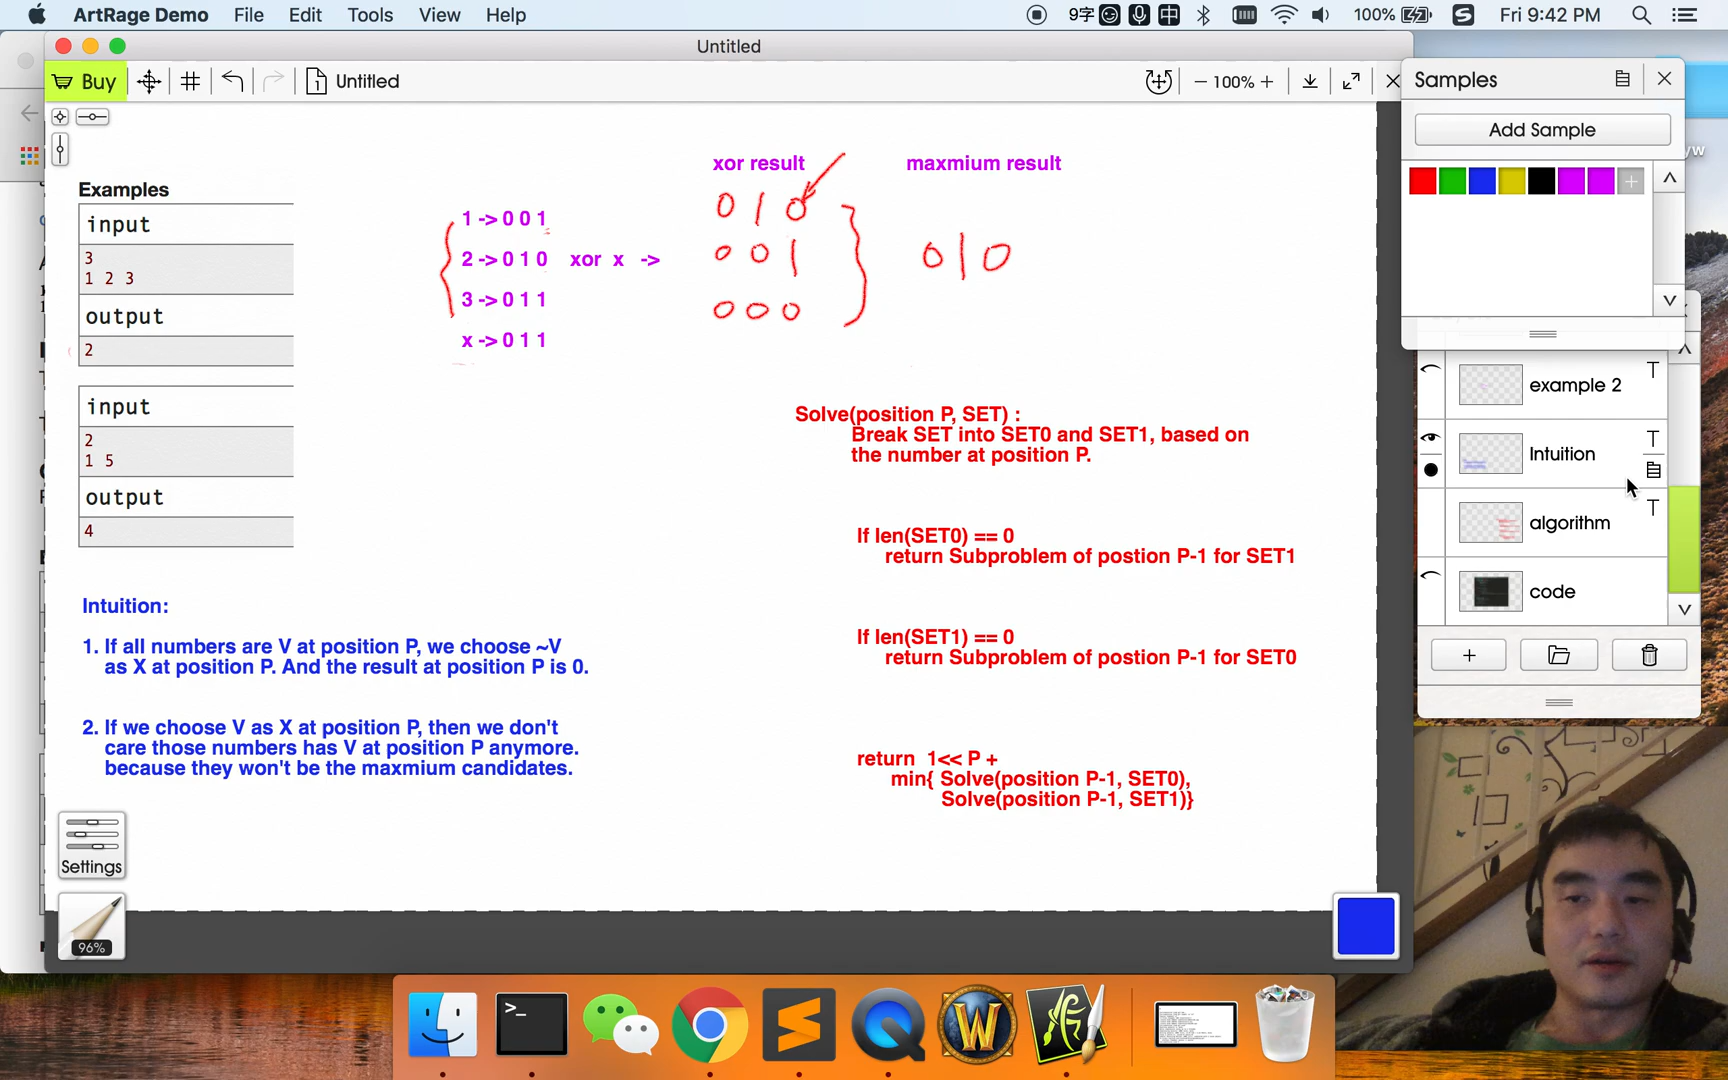 ArtRage Demo File Edit Tools View Help
9字 中 100% Fri 9:42 PM
Untitled
Buy Untitled
100%
Samples
Add Sample
yw
Examples
input
3
1 2 3
output
2
input
2
1 5
output
4
xor result maxmium result
1 -> 0 0 1
2 -> 0 1 0 xor x ->
3 -> 0 1 1
x -> 0 1 1
0 1 0
0 0 1
0 0 0
0 1 0
Solve(position P, SET) :
Break SET into SET0 and SET1, based on
the number at position P.
If len(SET0) == 0
return Subproblem of postion P-1 for SET1
If len(SET1) == 0
return Subproblem of postion P-1 for SET0
return 1<< P +
min{ Solve(position P-1, SET0),
Solve(position P-1, SET1)}
Intuition:
1. If all numbers are V at position P, we choose ~V
as X at position P. And the result at position P is 0.
2. If we choose V as X at position P, then we don't
care those numbers has V at position P anymore.
because they won't be the maxmium candidates.
example 2
Intuition
algorithm
code
Settings
96%